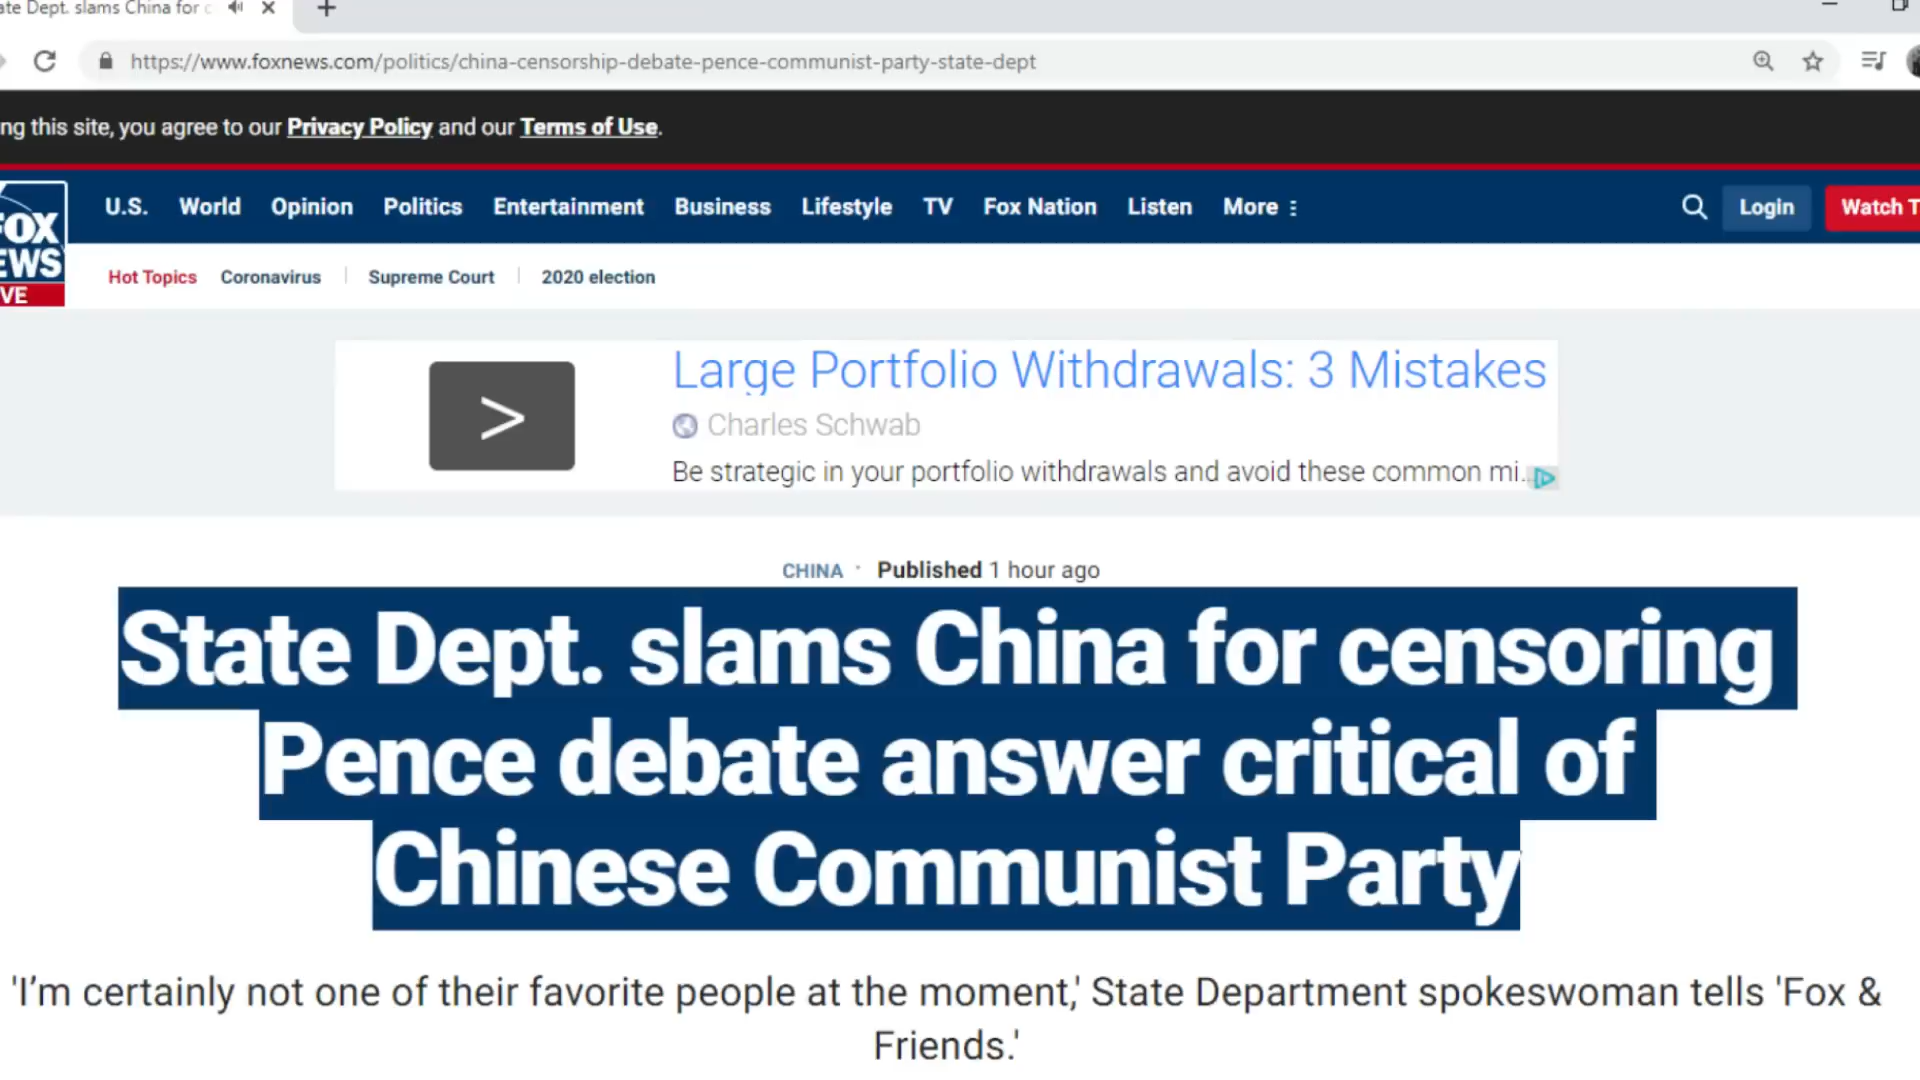 ate Dept. slams China for c
https://www.foxnews.com/politics/china-censorship-debate-pence-communist-party-state-dept
ng this site, you agree to our Privacy Policy and our Terms of Use.
FOX
NEWS
VE
U.S. World Opinion Politics Entertainment Business Lifestyle TV Fox Nation Listen More
Login
Watch T
Hot Topics Coronavirus Supreme Court 2020 election
>
Large Portfolio Withdrawals: 3 Mistakes
Charles Schwab
Be strategic in your portfolio withdrawals and avoid these common mi...
CHINA · Published 1 hour ago
State Dept. slams China for censoring
Pence debate answer critical of
Chinese Communist Party
'I’m certainly not one of their favorite people at the moment,' State Department spokeswoman tells 'Fox &
Friends.'